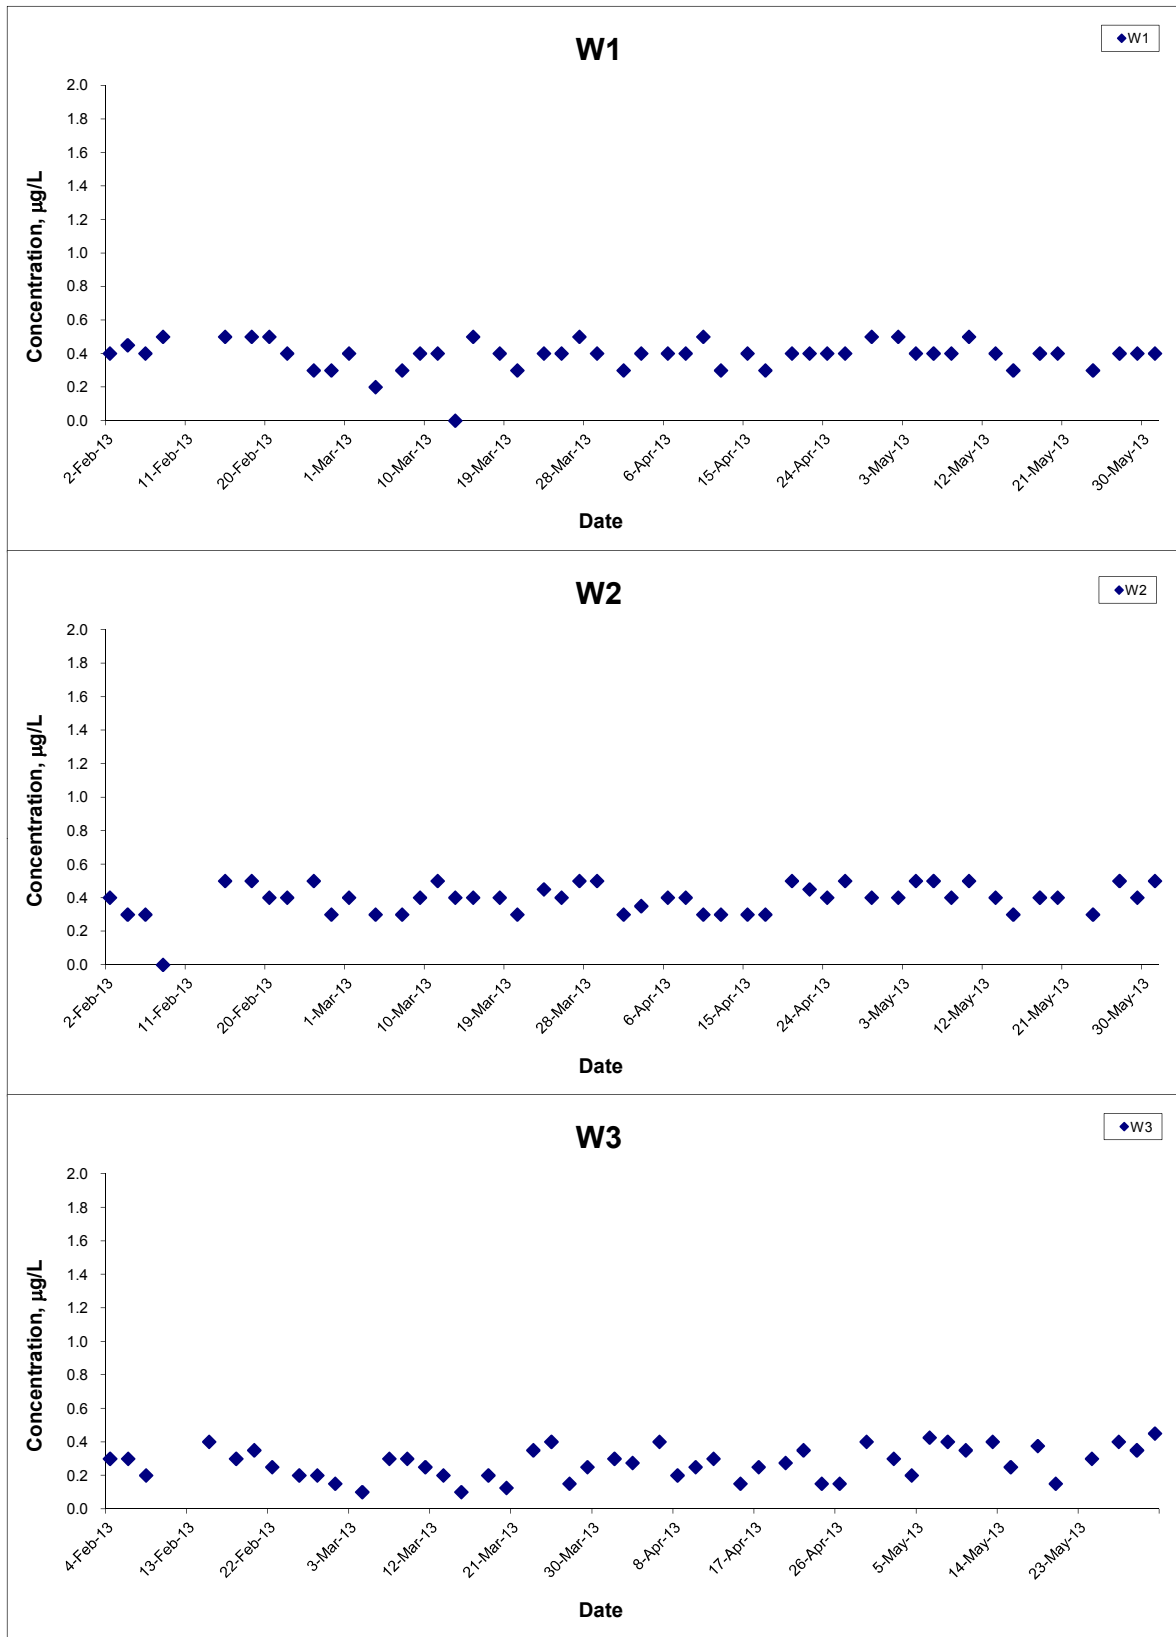 W1
W1
2.0
1.8
1.6
1.4
1.2
1.0
0.8
0.6
0.4
0.2
0.0
Concentration, µg/L
2-Feb-13
11-Feb-13
20-Feb-13
1-Mar-13
10-Mar-13
19-Mar-13
28-Mar-13
6-Apr-13
15-Apr-13
24-Apr-13
3-May-13
12-May-13
21-May-13
30-May-13
Date
W2
W2
2.0
1.8
1.6
1.4
1.2
1.0
0.8
0.6
0.4
0.2
0.0
Concentration, µg/L
2-Feb-13
11-Feb-13
20-Feb-13
1-Mar-13
10-Mar-13
19-Mar-13
28-Mar-13
6-Apr-13
15-Apr-13
24-Apr-13
3-May-13
12-May-13
21-May-13
30-May-13
Date
W3
W3
2.0
1.8
1.6
1.4
1.2
1.0
0.8
0.6
0.4
0.2
0.0
Concentration, µg/L
4-Feb-13
13-Feb-13
22-Feb-13
3-Mar-13
12-Mar-13
21-Mar-13
30-Mar-13
8-Apr-13
17-Apr-13
26-Apr-13
5-May-13
14-May-13
23-May-13
Date